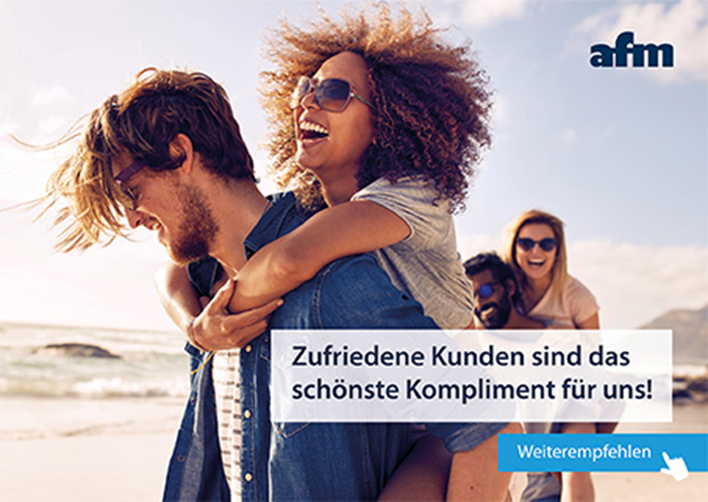 afm
Zufriedene Kunden sind das
schönste Kompliment für uns!
Weiterempfehlen